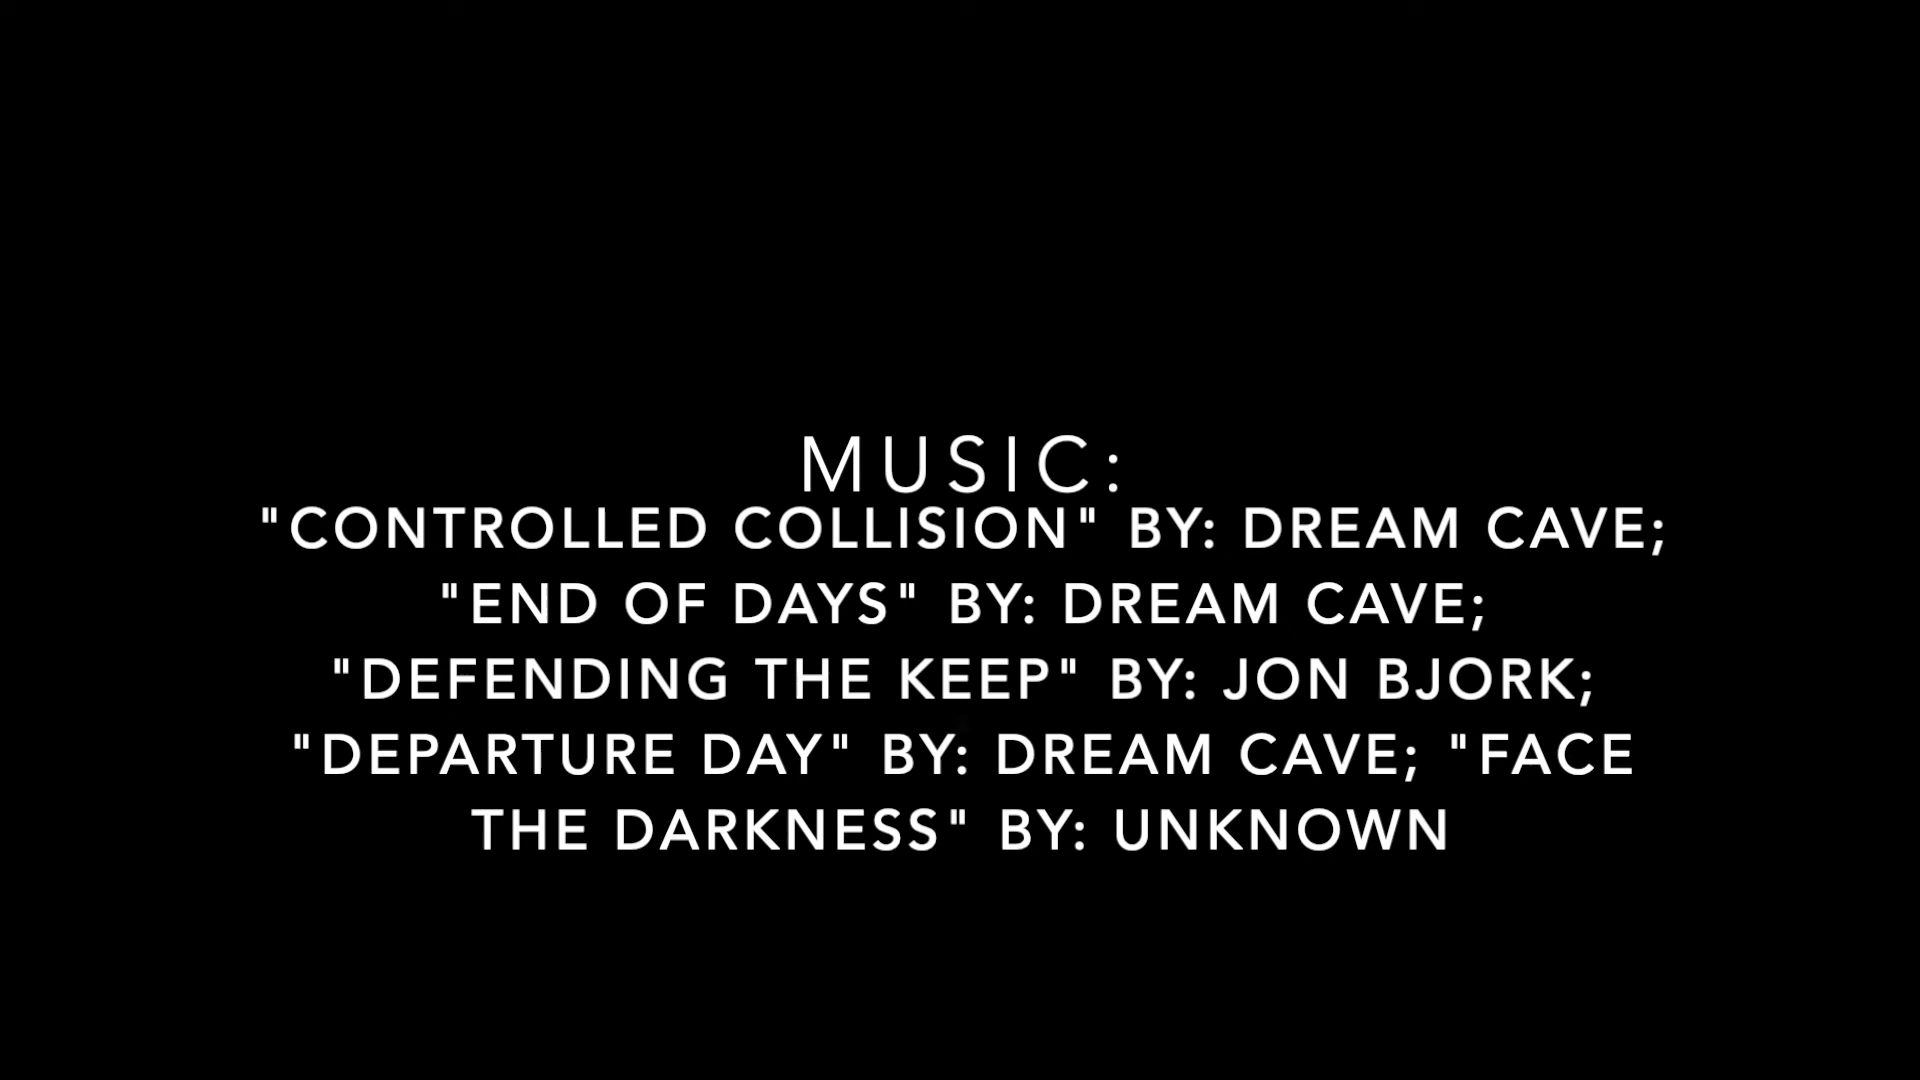 MUSIC:
"CONTROLLED COLLISION" BY: DREAM CAVE;
"END OF DAYS" BY: DREAM CAVE;
"DEFENDING THE KEEP" BY: JON BJORK;
"DEPARTURE DAY" BY: DREAM CAVE; "FACE
THE DARKNESS" BY: UNKNOWN